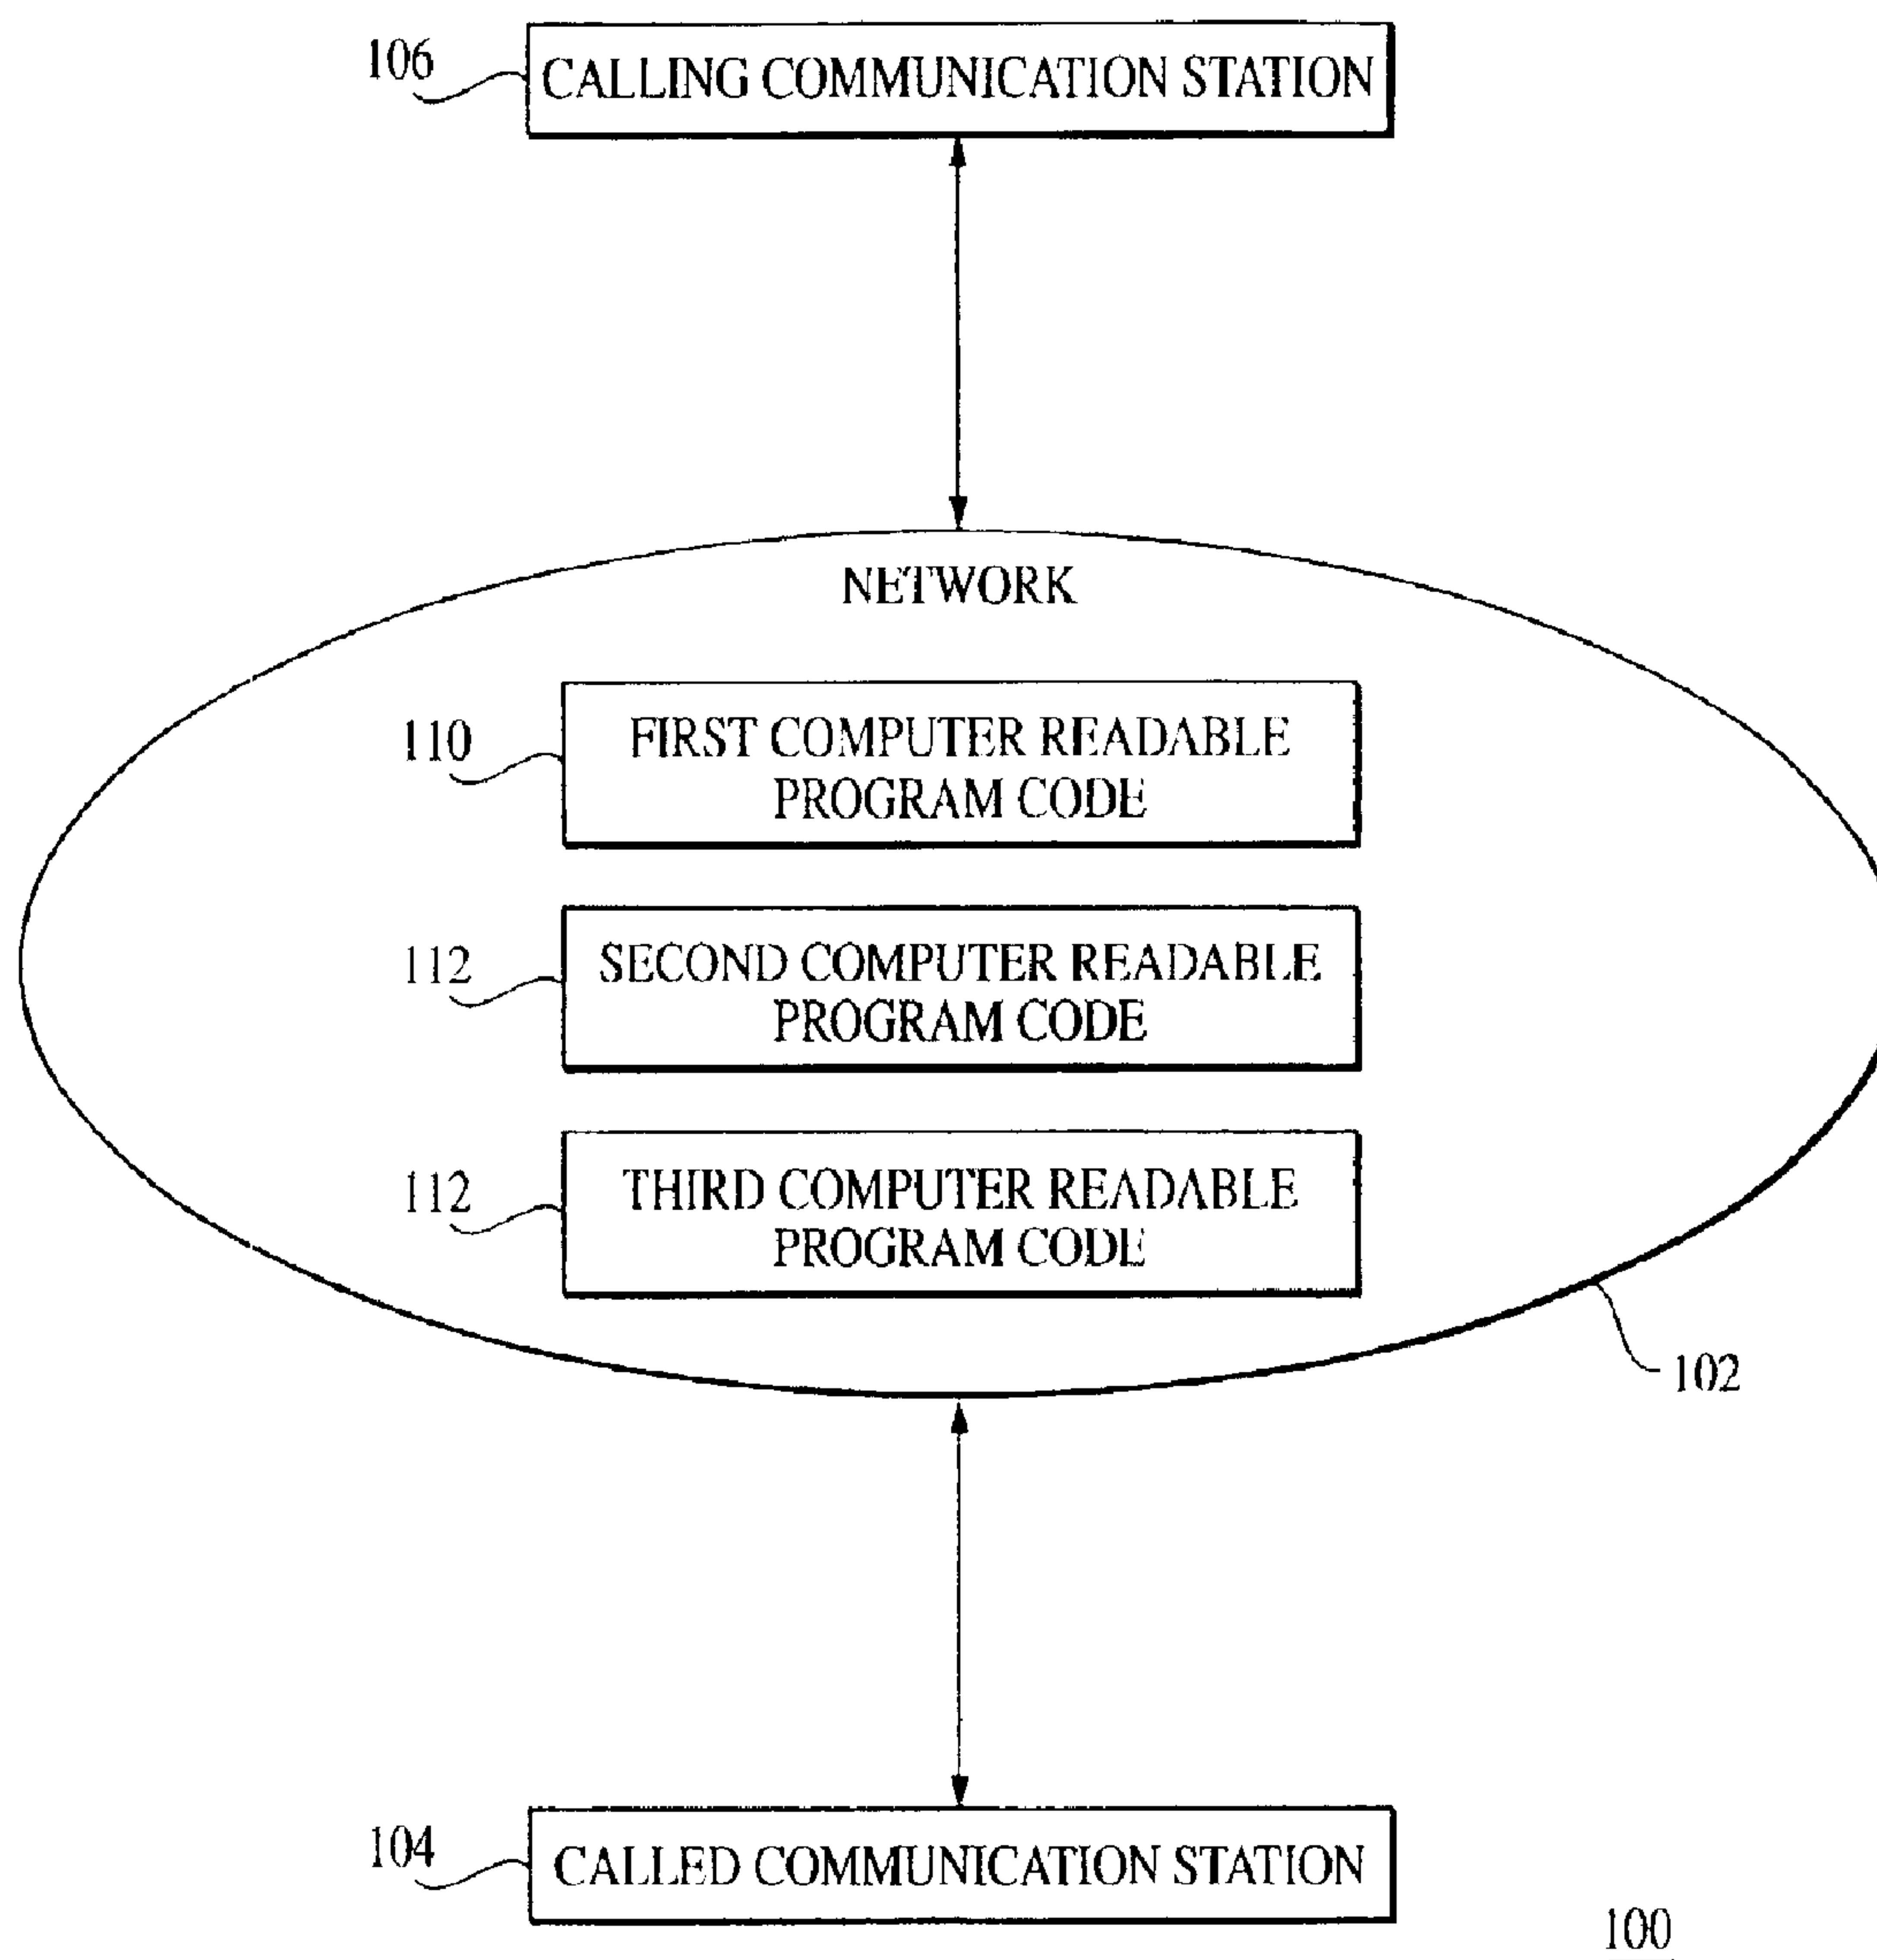 106
CALLING COMMUNICATION STATION
NETWORK
110
FIRST COMPUTER READABLE
PROGRAM CODE
112
SECOND COMPUTER READABLE
PROGRAM CODE
112
THIRD COMPUTER READABLE
PROGRAM CODE
102
104
CALLED COMMUNICATION STATION
100